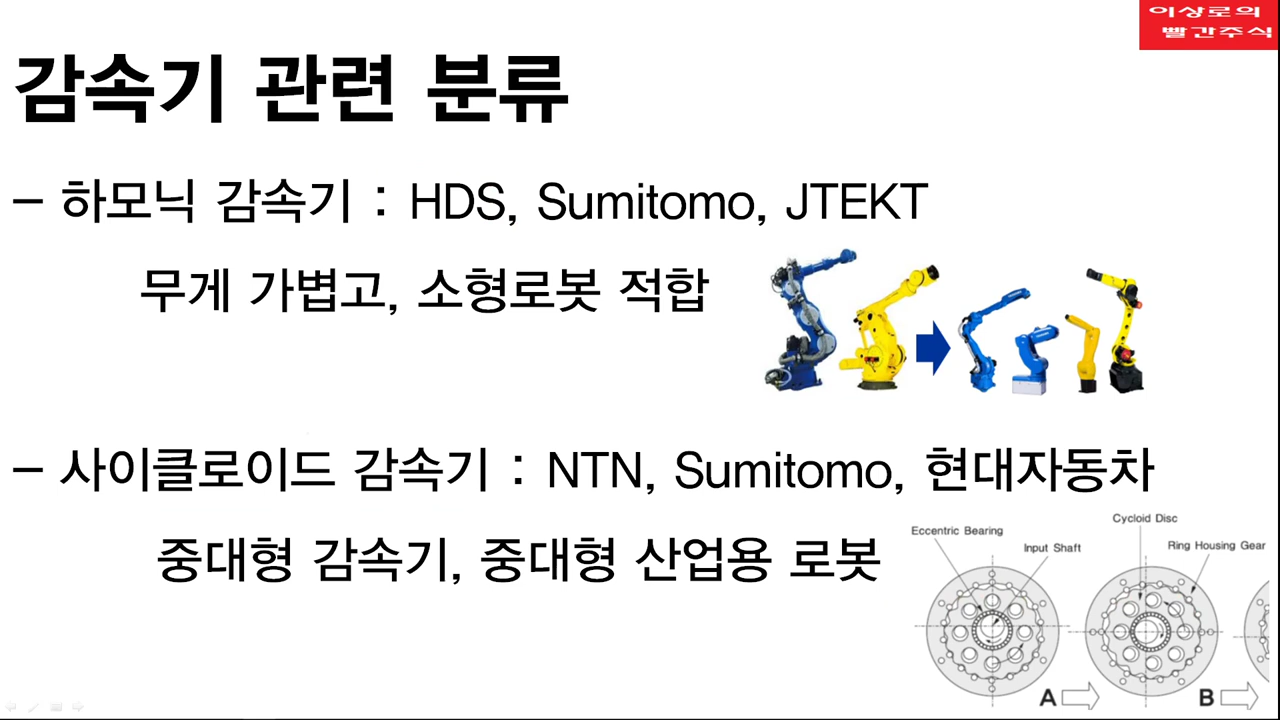 이상로의
빨간주식
감속기 관련 분류
– 하모닉 감속기 : HDS, Sumitomo, JTEKT
무게 가볍고, 소형로봇 적합
– 사이클로이드 감속기 : NTN, Sumitomo, 현대자동차
중대형 감속기, 중대형 산업용 로봇
Cycloid Disc
Eccentric Bearing
Input Shaft
Ring Housing Gear
A
B